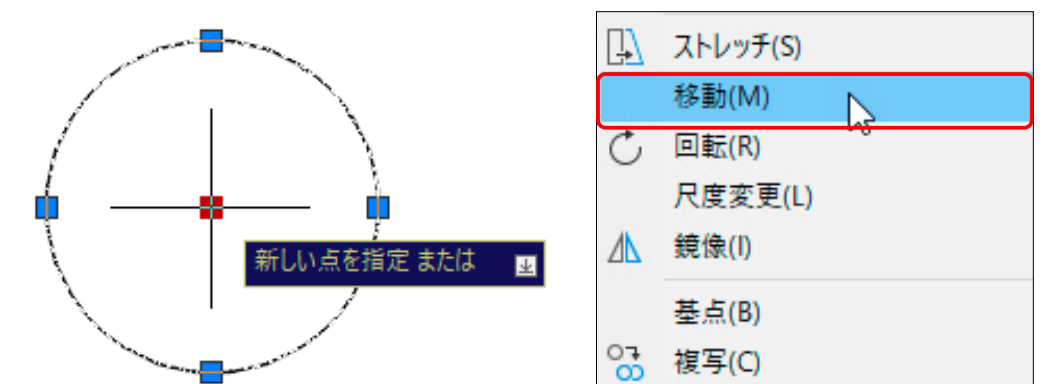 新しい点を指定 または
ストレッチ(S)
移動(M)
回転(R)
尺度変更(L)
鏡像(I)
基点(B)
複写(C)